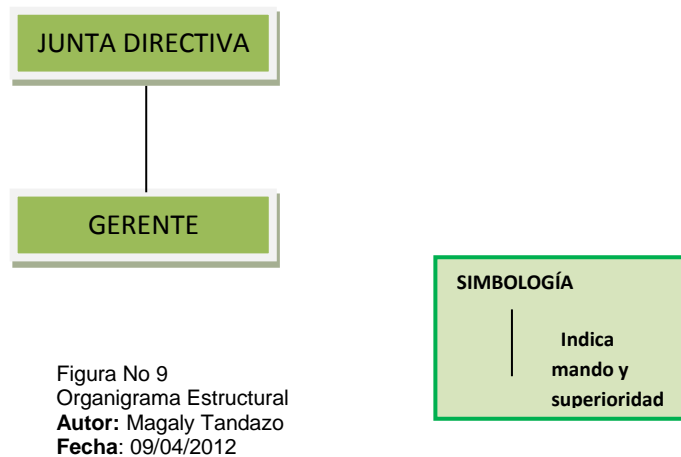 JUNTA DIRECTIVA
GERENTE
SIMBOLOGÍA
Indica
mando y
superioridad
Figura No 9
Organigrama Estructural
Autor: Magaly Tandazo
Fecha: 09/04/2012